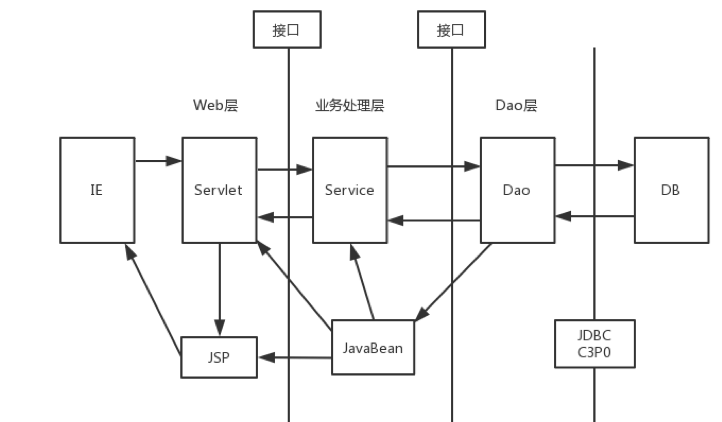 接口
接口
Web层
业务处理层
Dao层
IE
Servlet
Service
Dao
DB
JSP
JavaBean
JDBC
C3P0